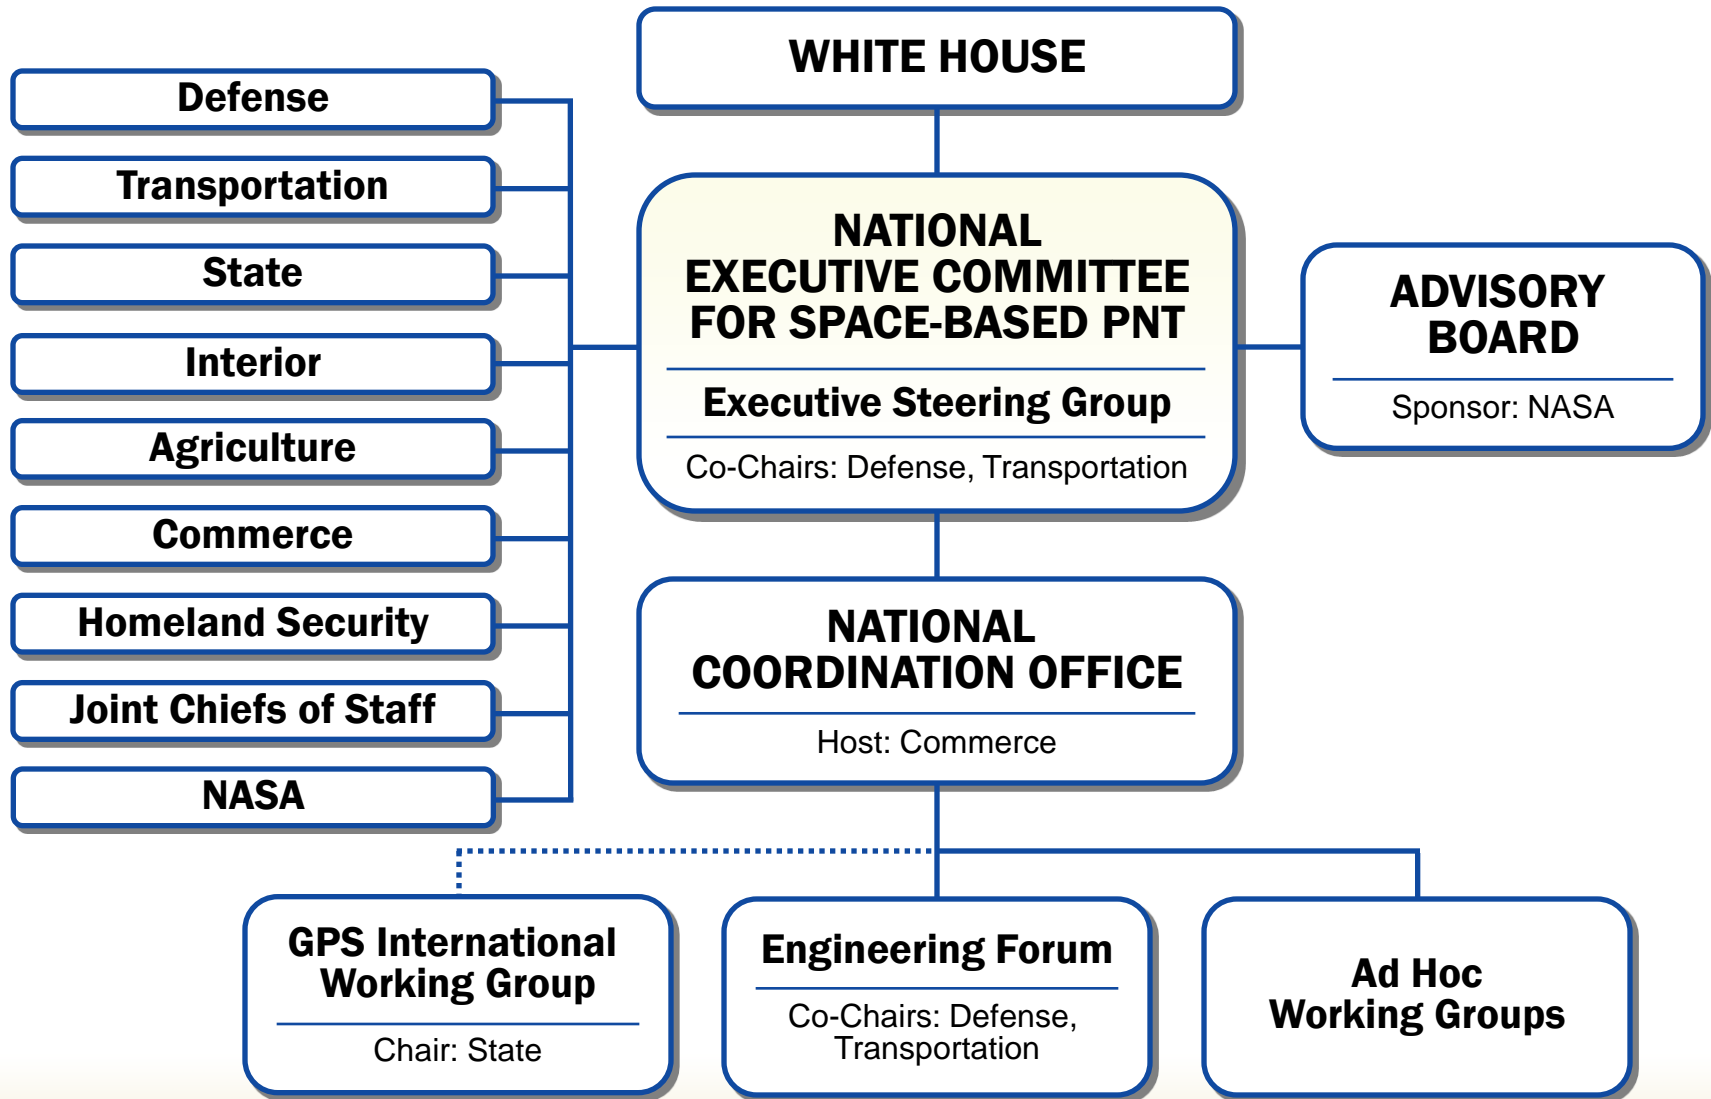 WHITE HOUSE
Defense
Transportation
State
Interior
Agriculture
Commerce
Homeland Security
Joint Chiefs of Staff
NASA
NATIONAL
EXECUTIVE COMMITTEE
FOR SPACE-BASED PNT
Executive Steering Group
Co-Chairs: Defense, Transportation
ADVISORY
BOARD
Sponsor: NASA
NATIONAL
COORDINATION OFFICE
Host: Commerce
GPS International
Working Group
Chair: State
Engineering Forum
Co-Chairs: Defense,
Transportation
Ad Hoc
Working Groups